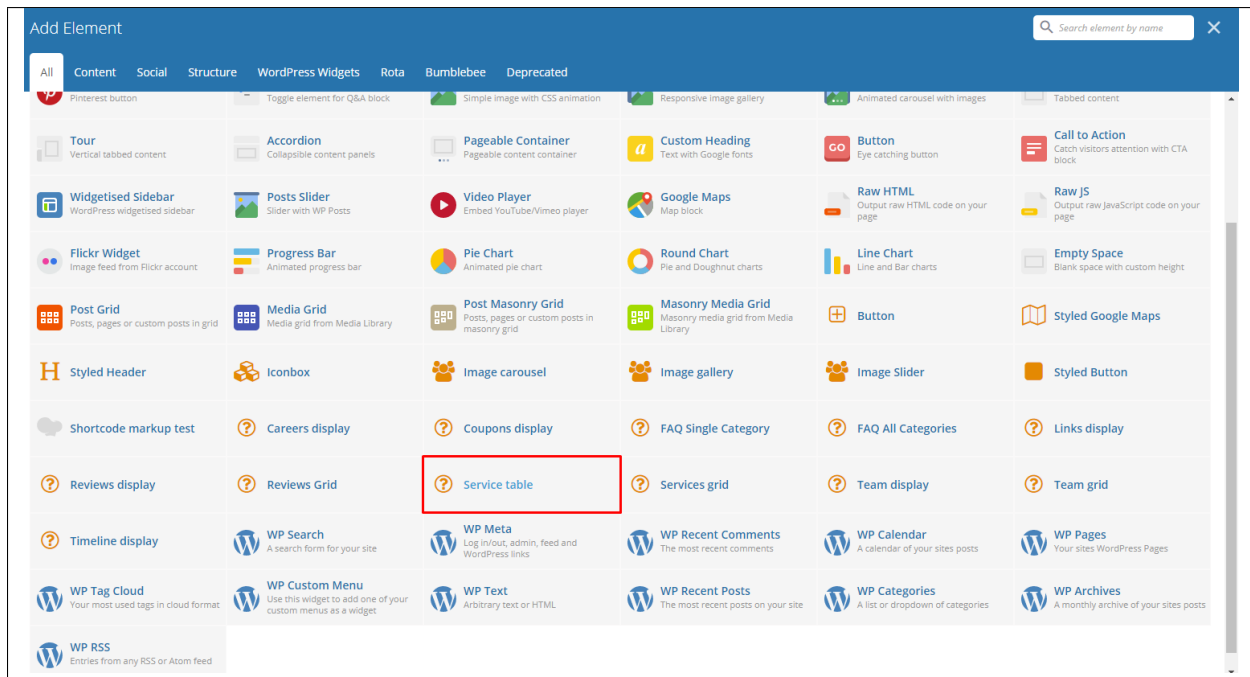 Add Element
Search element by name
All Content Social Structure WordPress Widgets Rota Bumblebee Deprecated
Pinterest button
Toggle element for Q&A block
Simple image with CSS animation
Responsive image gallery
Animated carousel with images
Tabbed content
Tour
Vertical tabbed content
Accordion
Collapsible content panels
Pageable Container
Pageable content container
a
Custom Heading
Text with Google fonts
GO
Button
Eye catching button
Call to Action
Catch visitors attention with CTA
block
Widgetised Sidebar
WordPress widgetised sidebar
Posts Slider
Slider with WP Posts
Video Player
Embed YouTube/Vimeo player
Google Maps
Map block
Raw HTML
Output raw HTML code on your
page
Raw JS
Output raw JavaScript code on your
page
Flickr Widget
Image feed from Flickr account
Progress Bar
Animated progress bar
Pie Chart
Animated pie chart
Round Chart
Pie and Doughnut charts
Line Chart
Line and Bar charts
Empty Space
Blank space with custom height
Post Grid
Posts, pages or custom posts in grid
Media Grid
Media grid from Media Library
Post Masonry Grid
Posts, pages or custom posts in
masonry grid
Masonry Media Grid
Masonry media grid from Media
Library
Button
Styled Google Maps
H
Styled Header
Iconbox
Image carousel
Image gallery
Image Slider
Styled Button
Shortcode markup test
? Careers display
? Coupons display
? FAQ Single Category
? FAQ All Categories
? Links display
? Reviews display
? Reviews Grid
? Service table
? Services grid
? Team display
? Team grid
? Timeline display
WP Search
A search form for your site
WP Meta
Log in/out, admin, feed and
WordPress links
WP Recent Comments
The most recent comments
WP Calendar
A calendar of your sites posts
WP Pages
Your sites WordPress Pages
WP Tag Cloud
Your most used tags in cloud format
WP Custom Menu
Use this widget to add one of your
custom menus as a widget
WP Text
Arbitrary text or HTML
WP Recent Posts
The most recent posts on your site
WP Categories
A list or dropdown of categories
WP Archives
A monthly archive of your sites posts
WP RSS
Entries from any RSS or Atom feed